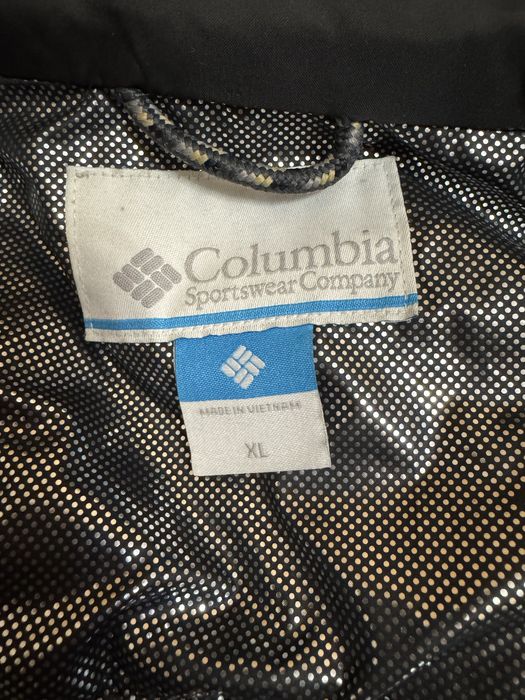 Columbia
Sportswear Company
MADE IN VIETNAM
XL